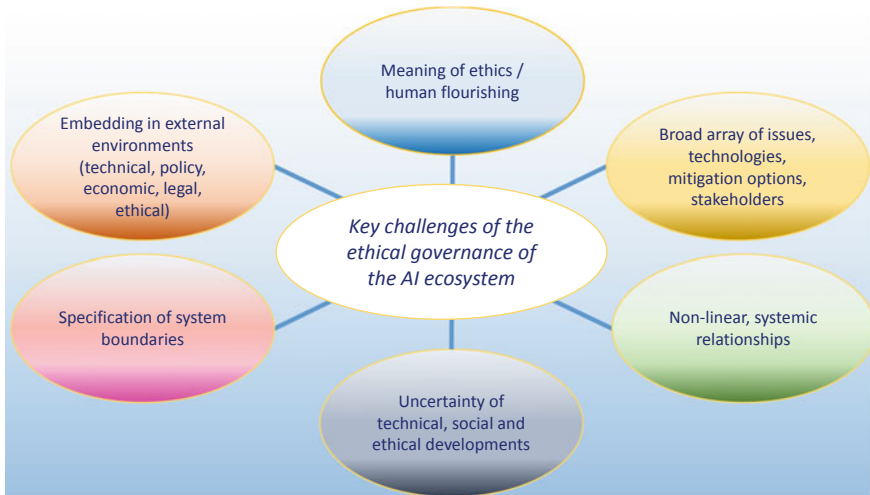 Meaning of ethics /
human flourishing
Embedding in external
environments
(technical, policy,
economic, legal,
ethical)
Broad array of issues,
technologies,
mitigation options,
stakeholders
Key challenges of the
ethical governance of
the AI ecosystem
Specification of system
boundaries
Non-linear, systemic
relationships
Uncertainty of
technical, social and
ethical developments